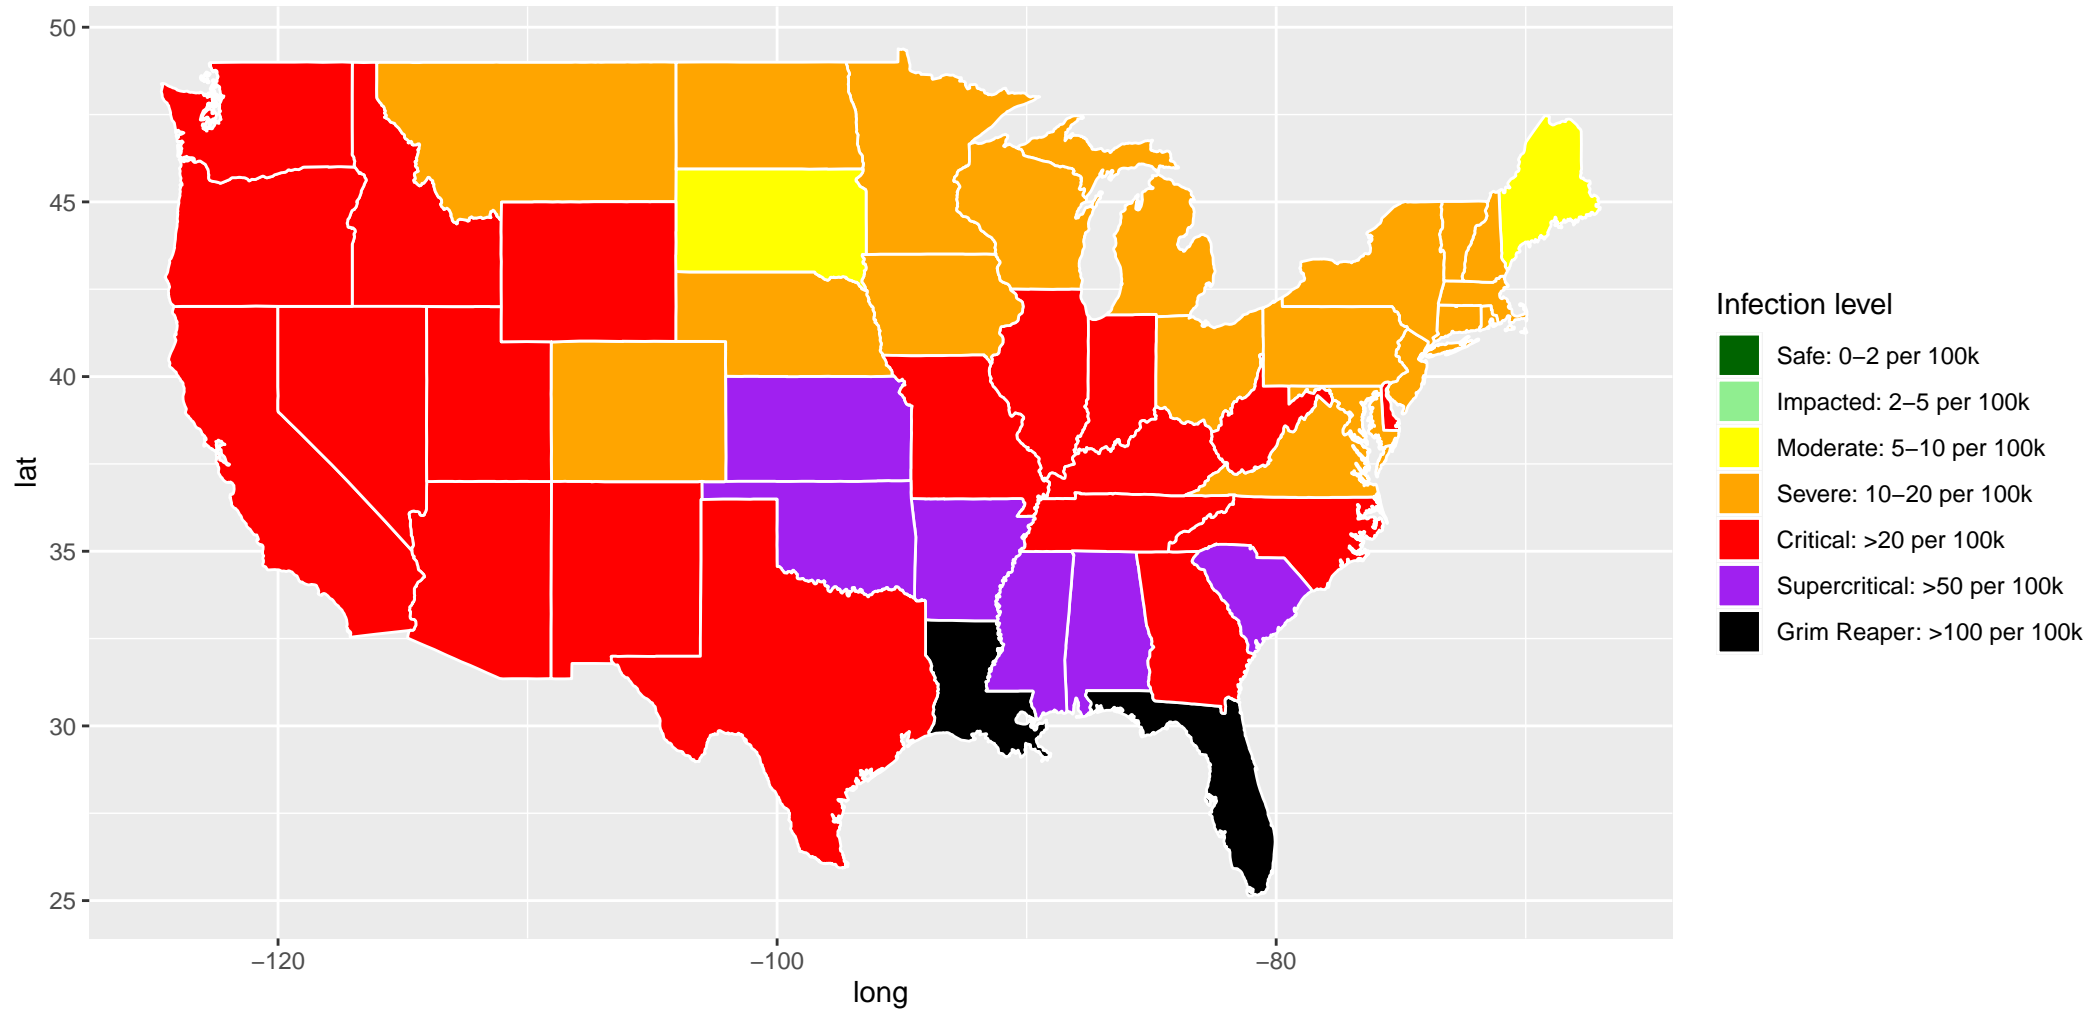 50
45
40
35
30
25
lat
−120
−100
−80
long
Infection level
Safe: 0−2 per 100k
Impacted: 2−5 per 100k
Moderate: 5−10 per 100k
Severe: 10−20 per 100k
Critical: >20 per 100k
Supercritical: >50 per 100k
Grim Reaper: >100 per 100k